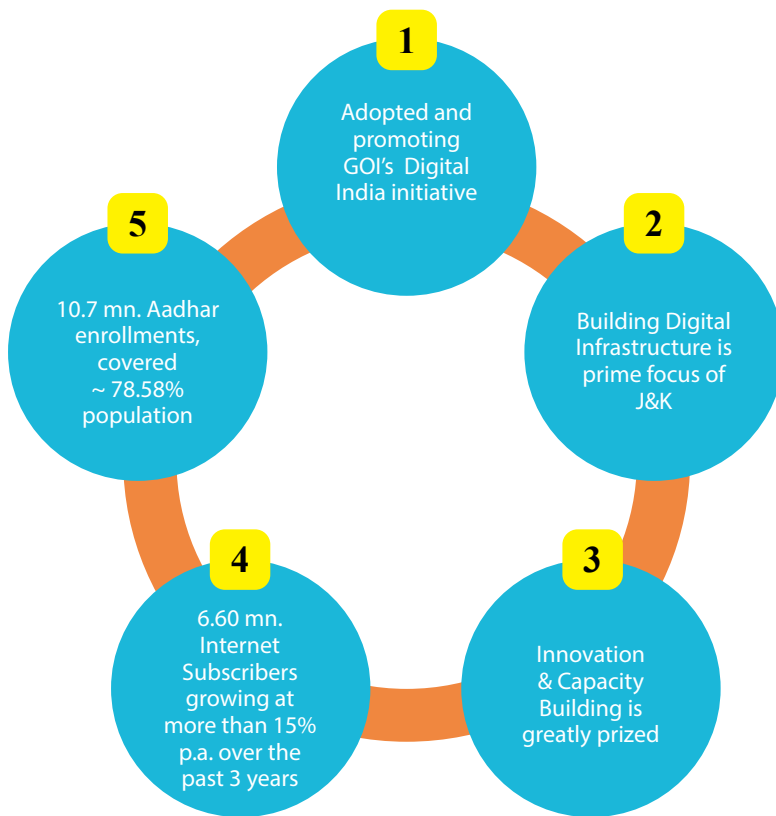 1
Adopted and
promoting
GOI's Digital
India initiative
2
Building Digital
Infrastructure is
prime focus of
J&K
3
Innovation
& Capacity
Building is
greatly prized
4
6.60 mn.
Internet
Subscribers
growing at
more than 15%
p.a. over the
past 3 years
5
10.7 mn. Aadhar
enrollments,
covered
~ 78.58%
population